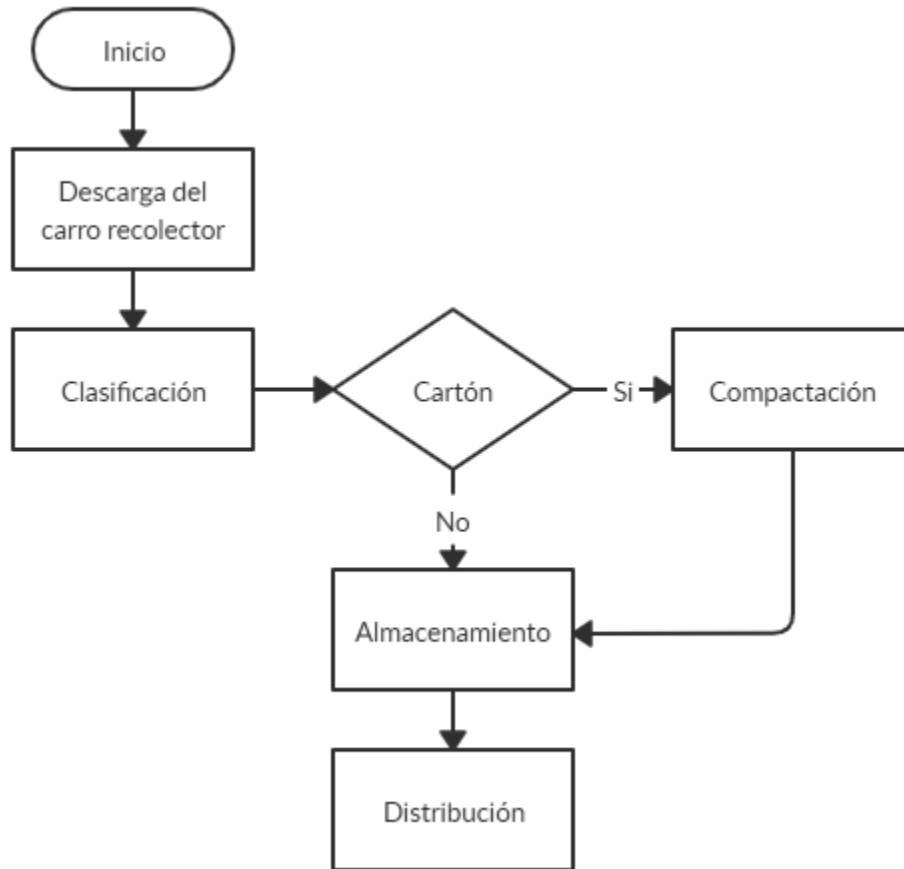 Inicio
Descarga del
carro recolector
Clasificación
Cartón
Si
Compactación
No
Almacenamiento
Distribución